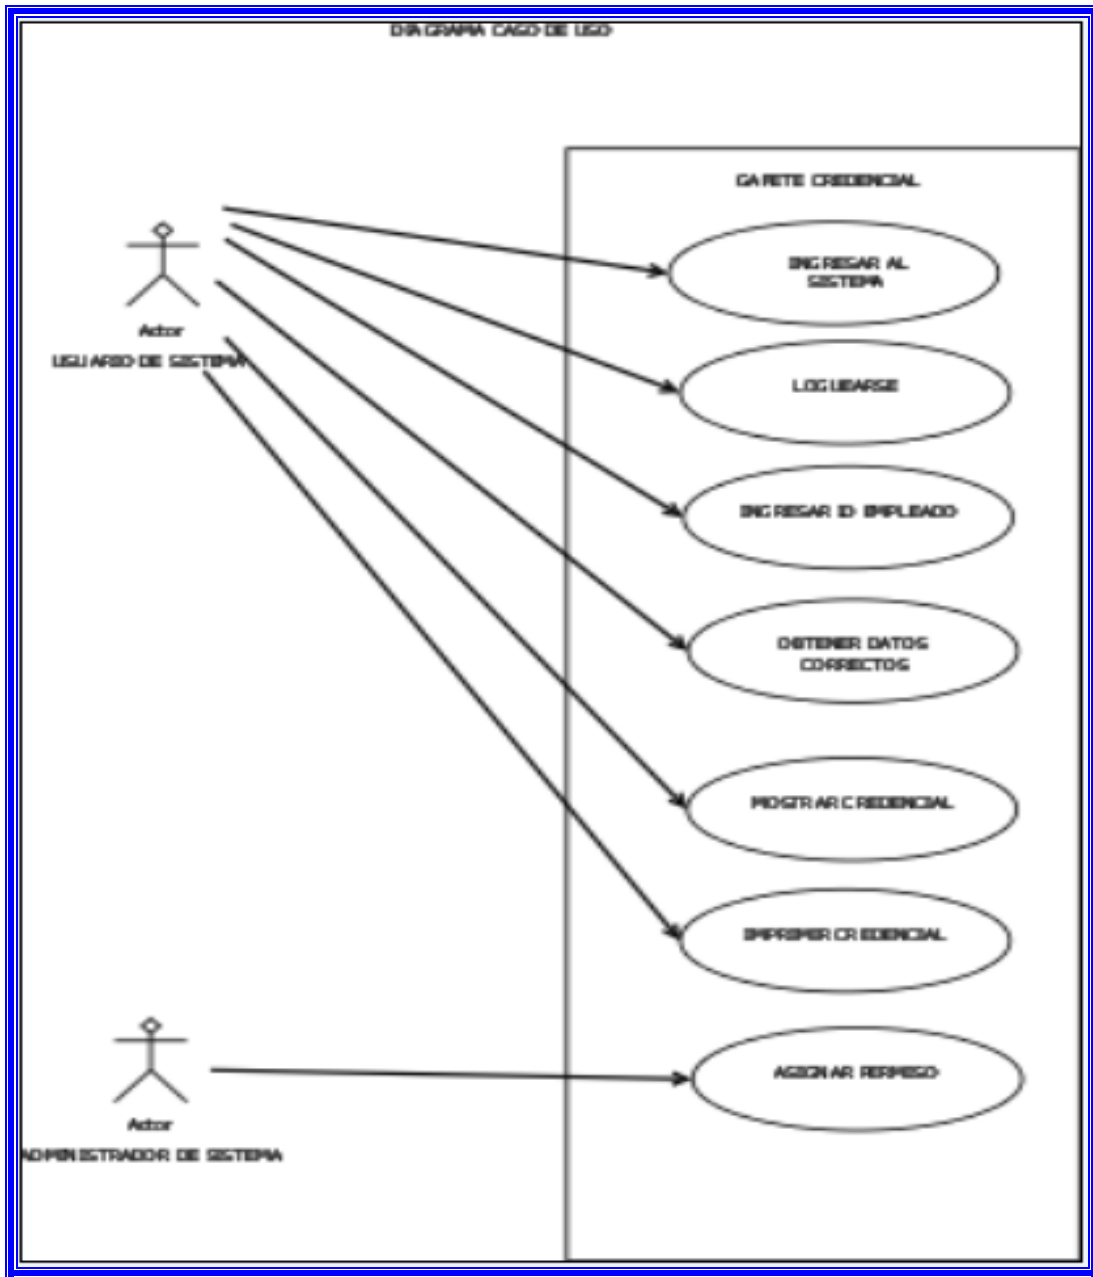 DIAGRAMA CASO DE USO
GAFETE CREDENCIAL
INGRESAR AL
SISTEMA
Actor
USUARIO DE SISTEMA
LOGUEARSE
INGRESAR ID EMPLEADO
OBTENER DATOS
CORRECTOS
MOSTRAR CREDENCIAL
IMPRIMIR CREDENCIAL
ASIGNAR PERMISO
Actor
ADMINISTRADOR DE SISTEMA